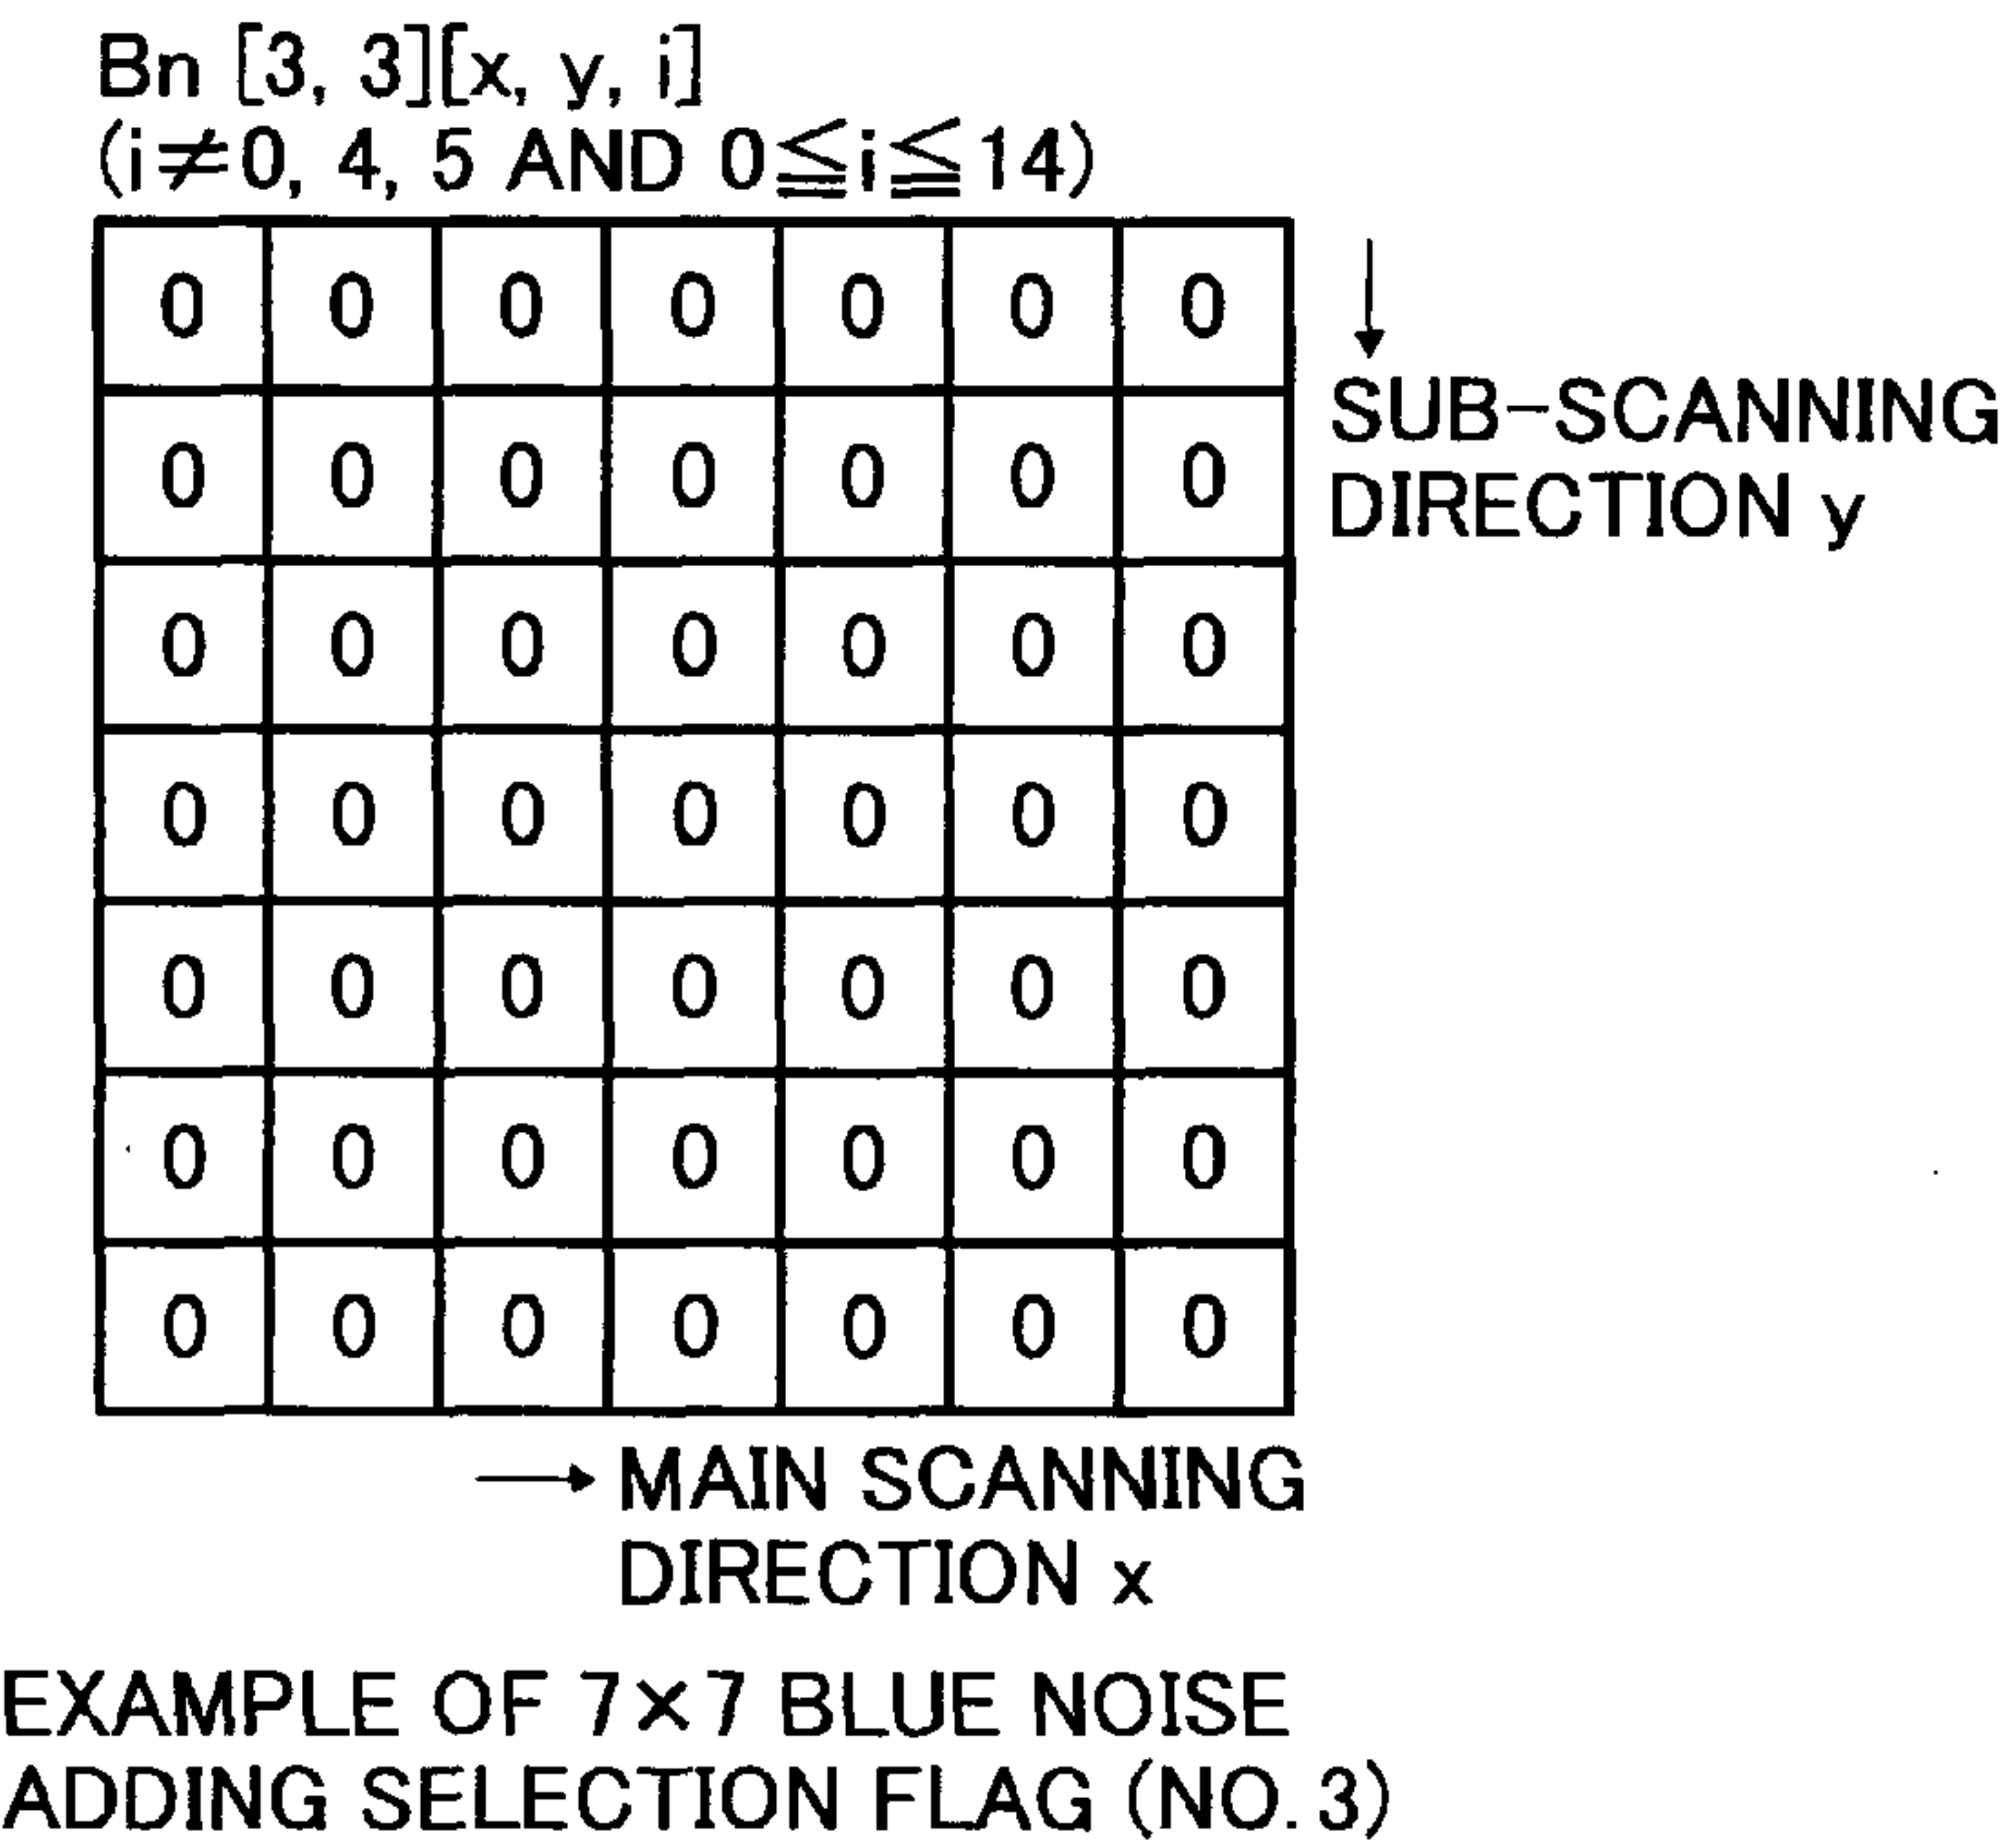 Bn [3, 3][x, y, i]
(i≠0, 4, 5 AND 0≦i≦14)
0 0 0 0 0 0 0
0 0 0 0 0 0 0
0 0 0 0 0 0 0
0 0 0 0 0 0 0
0 0 0 0 0 0 0
0 0 0 0 0 0 0
0 0 0 0 0 0 0
SUB-SCANNING
DIRECTION y
MAIN SCANNING
DIRECTION x
EXAMPLE OF 7×7 BLUE NOISE
ADDING SELECTION FLAG (NO. 3)